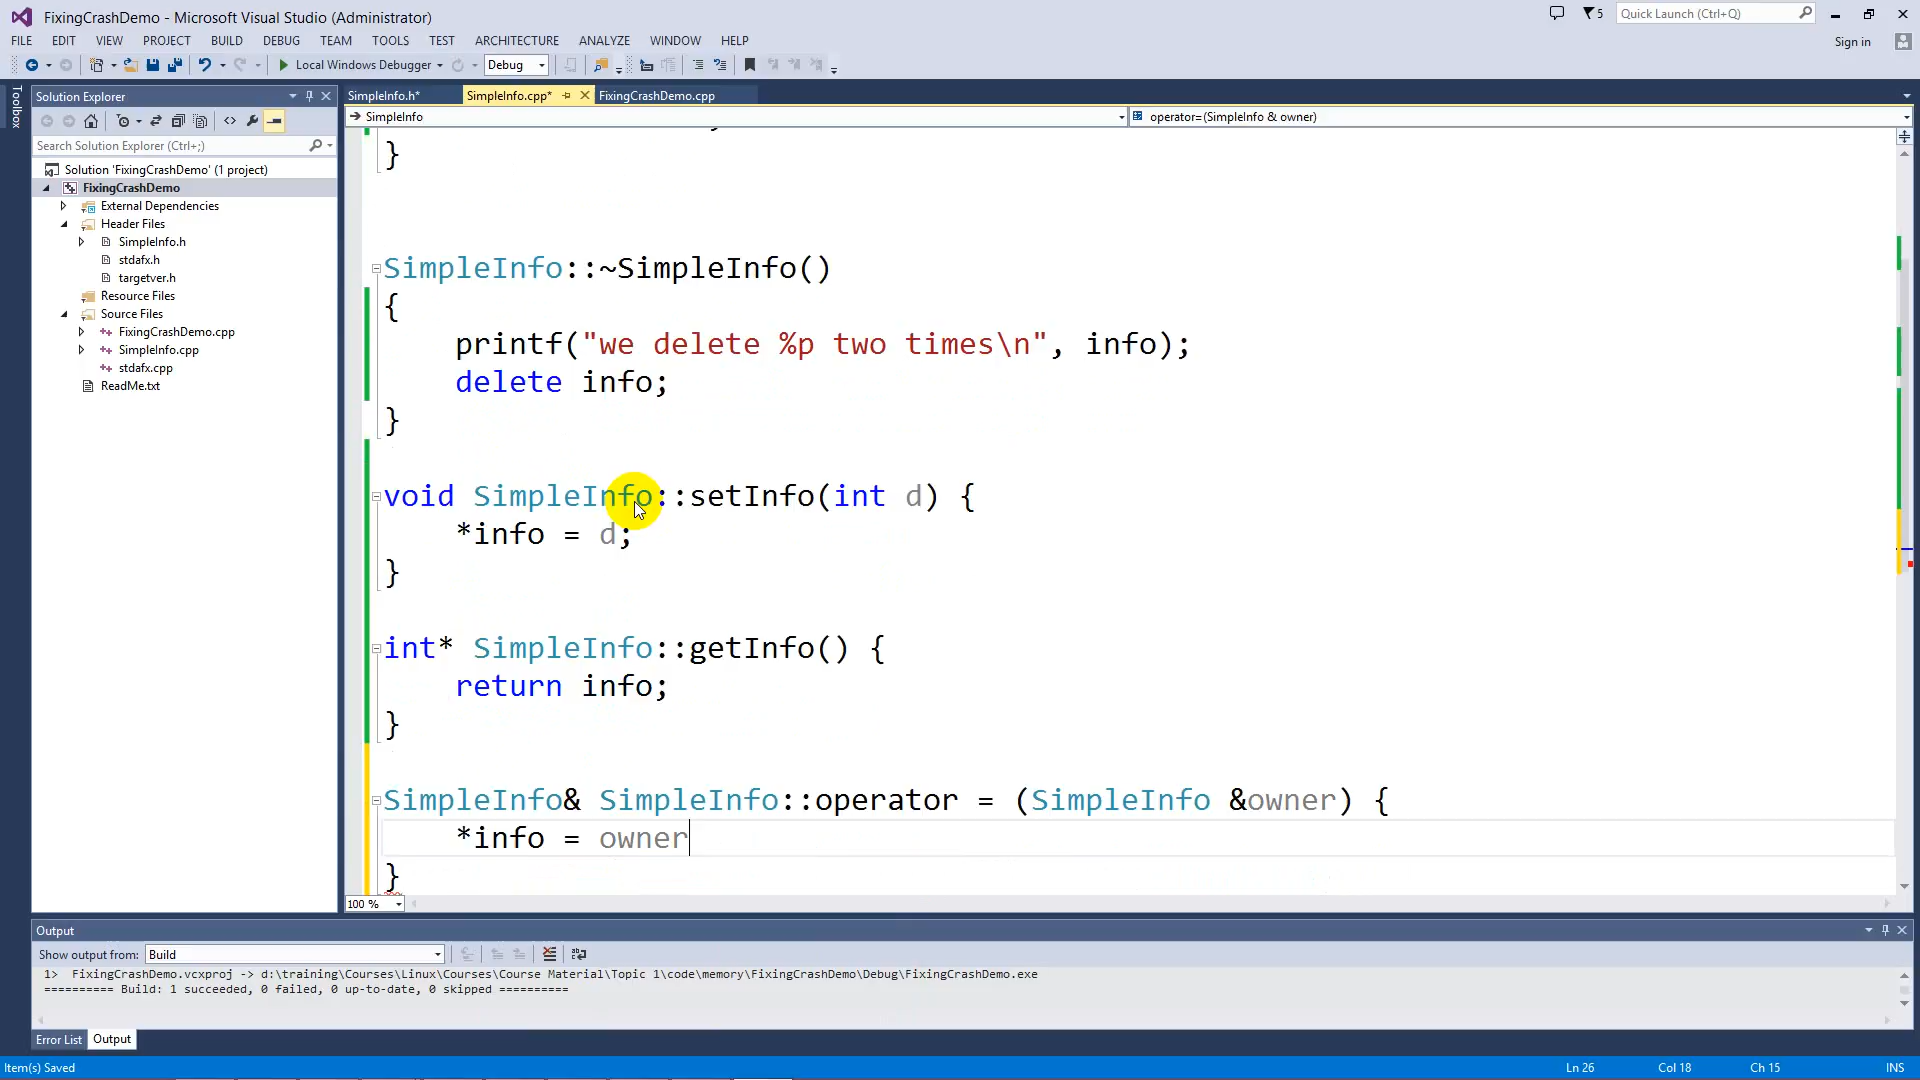 FixingCrashDemo - Microsoft Visual Studio (Administrator)
5
Quick Launch (Ctrl+Q)
FILE EDIT VIEW PROJECT BUILD DEBUG TEAM TOOLS TEST ARCHITECTURE ANALYZE WINDOW HELP
Sign in
Local Windows Debugger Debug
Toolbox
Solution Explorer
Search Solution Explorer (Ctrl+;)
Solution 'FixingCrashDemo' (1 project)
FixingCrashDemo
External Dependencies
Header Files
SimpleInfo.h
stdafx.h
targetver.h
Resource Files
Source Files
FixingCrashDemo.cpp
SimpleInfo.cpp
stdafx.cpp
ReadMe.txt
SimpleInfo.h* SimpleInfo.cpp* FixingCrashDemo.cpp
SimpleInfo operator=(SimpleInfo & owner)
}
SimpleInfo::~SimpleInfo()
{
printf("we delete %p two times\n", info);
delete info;
}
void SimpleInfo::setInfo(int d) {
*info = d;
}
int* SimpleInfo::getInfo() {
return info;
}
SimpleInfo& SimpleInfo::operator = (SimpleInfo &owner) {
*info = owner
}
100 %
Output
Show output from: Build
1> FixingCrashDemo.vcxproj -> d:\training\Courses\Linux\Courses\Course Material\Topic 1\code\memory\FixingCrashDemo\Debug\FixingCrashDemo.exe
========== Build: 1 succeeded, 0 failed, 0 up-to-date, 0 skipped ==========
Error List Output
Item(s) Saved Ln 26 Col 18 Ch 15 INS